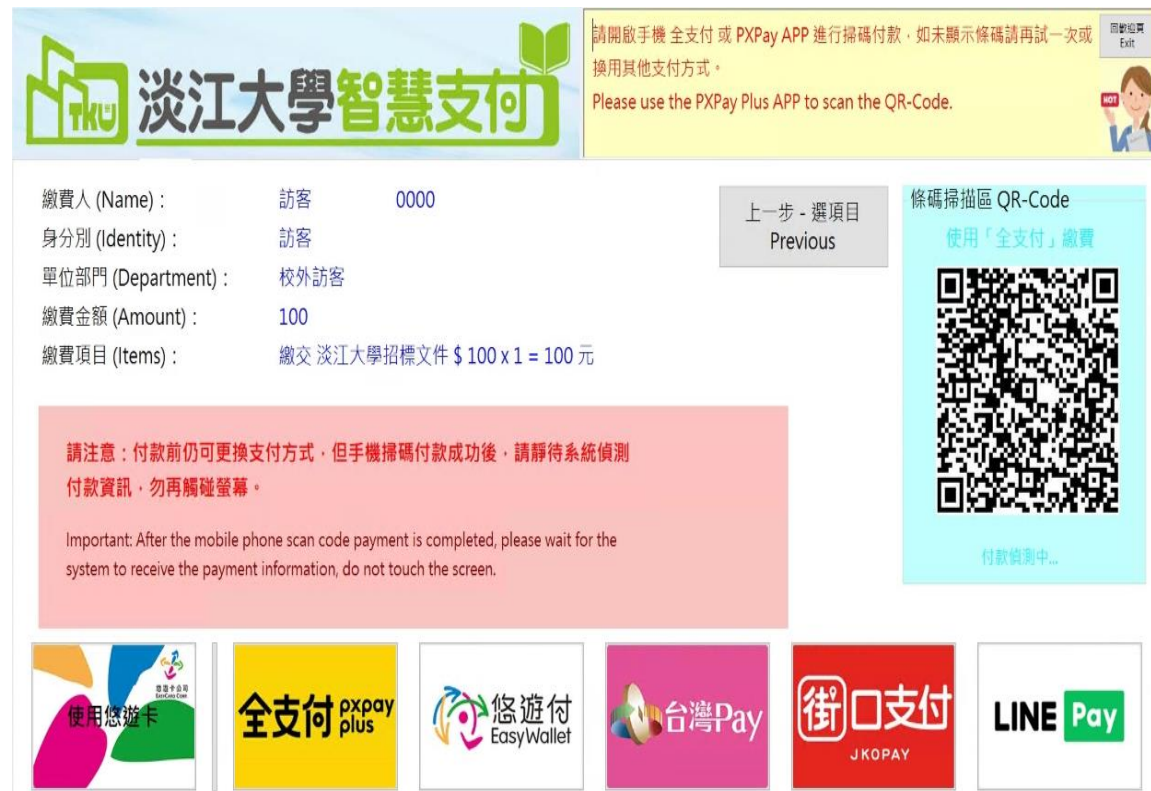 TKU 淡江大學智慧支付
請開啟手機 全支付 或 PXPay APP 進行掃碼付款，如未顯示條碼請再試一次或
換用其他支付方式。
Please use the PXPay Plus APP to scan the QR-Code.
回歡迎頁
Exit
HOT
繳費人 (Name)： 訪客 0000
身分別 (Identity)： 訪客
單位部門 (Department)： 校外訪客
繳費金額 (Amount)： 100
繳費項目 (Items)： 繳交 淡江大學招標文件 $ 100 x 1 = 100 元
上一步 - 選項目
Previous
條碼掃描區 QR-Code
使用「全支付」繳費
付款偵測中...
請注意：付款前仍可更換支付方式，但手機掃碼付款成功後，請靜待系統偵測
付款資訊，勿再觸碰螢幕。
Important: After the mobile phone scan code payment is completed, please wait for the
system to receive the payment information, do not touch the screen.
悠遊卡公司
EASYCARD CORP
使用悠遊卡
全支付 pxpay
plus
悠遊付
EasyWallet
台灣Pay
街口支付
JKOPAY
LINE Pay